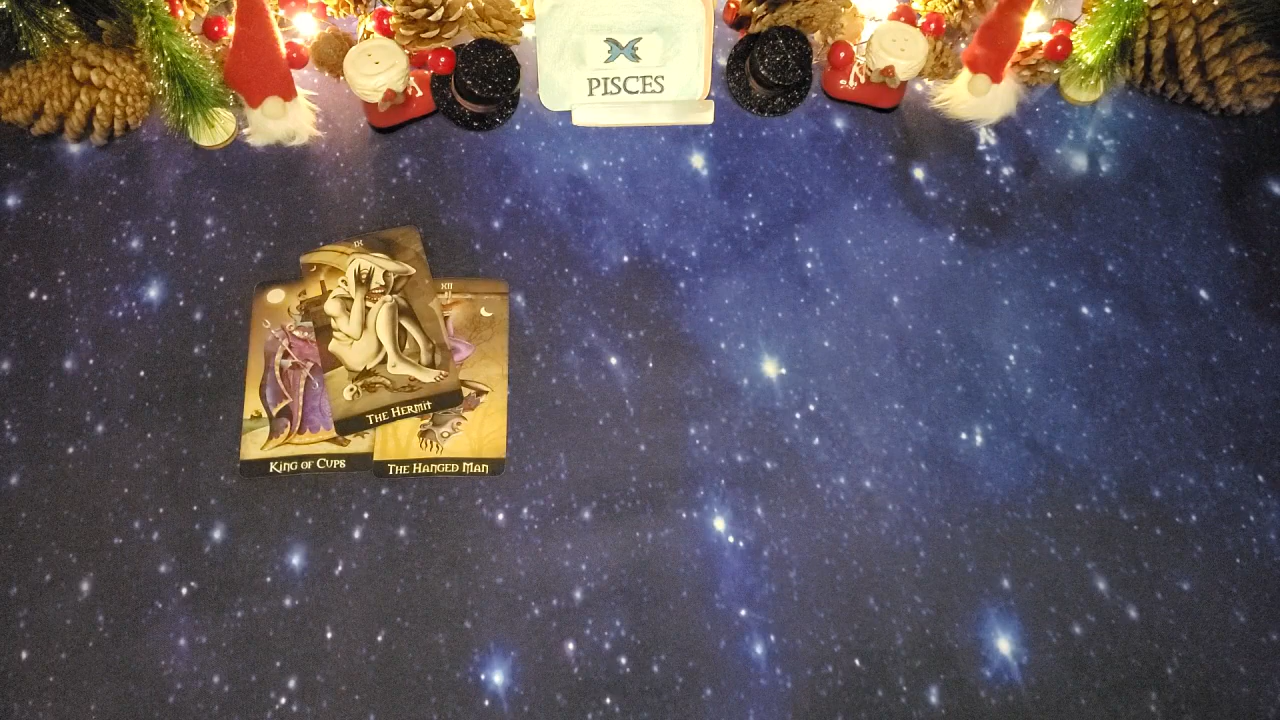 PISCES
IX
XII
THE HERMIT
KING OF CUPS
THE HANGED MAN